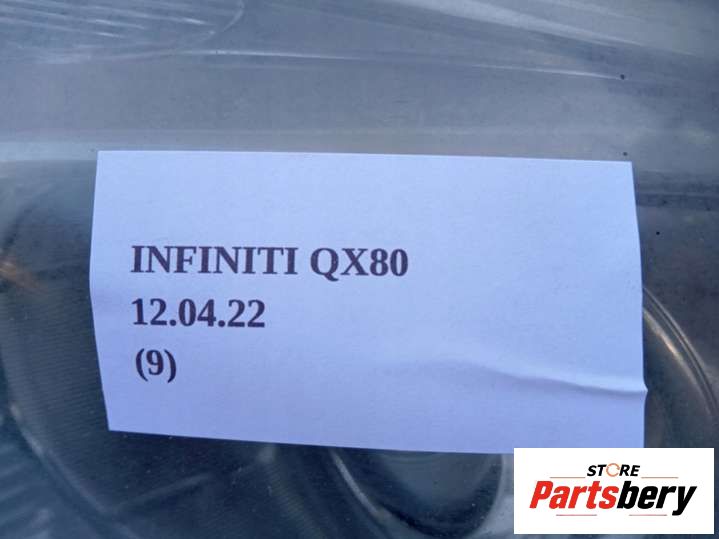 INFINITI QX80
12.04.22
(9)
STORE
Partsbery